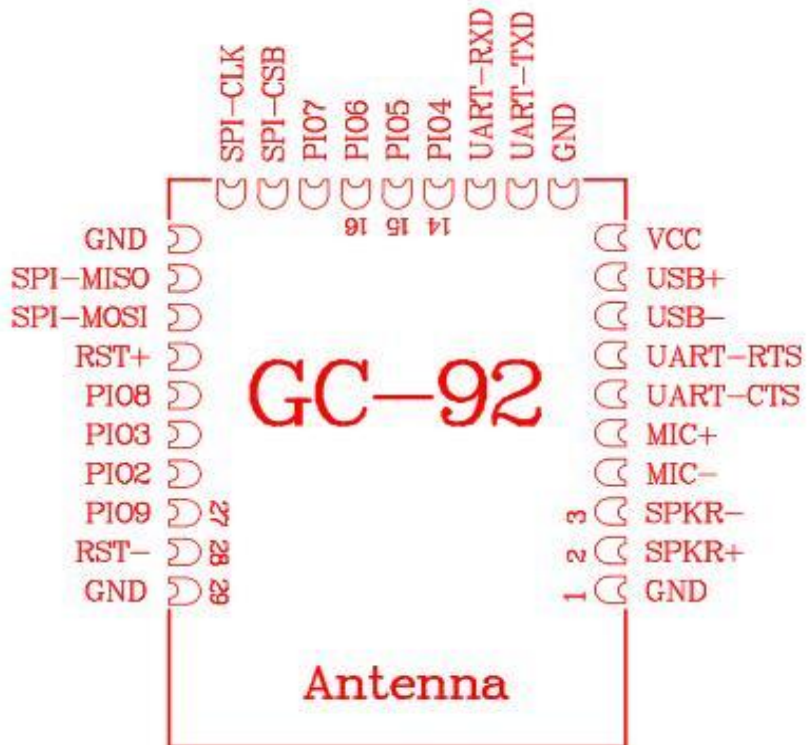 SPI-CLK
SPI-CSB
PIO7
PIO6
PIO5
PIO4
UART-RXD
UART-TXD
GND
16 15 14
GND
SPI-MISO
SPI-MOSI
RST+
PIO8
PIO3
PIO2
PIO9 27
RST- 28
GND 29
GC-92
VCC
USB+
USB-
UART-RTS
UART-CTS
MIC+
MIC-
3 SPKR-
2 SPKR+
1 GND
Antenna